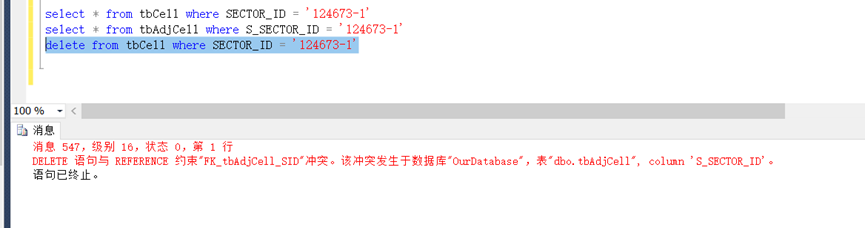 select * from tbCell where SECTOR_ID = '124673-1'
select * from tbAdjCell where S_SECTOR_ID = '124673-1'
delete from tbCell where SECTOR_ID = '124673-1'
100 %
消息
消息 547，级别 16，状态 0，第 1 行
DELETE 语句与 REFERENCE 约束"FK_tbAdjCell_SID"冲突。该冲突发生于数据库"OurDatabase"，表"dbo.tbAdjCell", column 'S_SECTOR_ID'。
语句已终止。